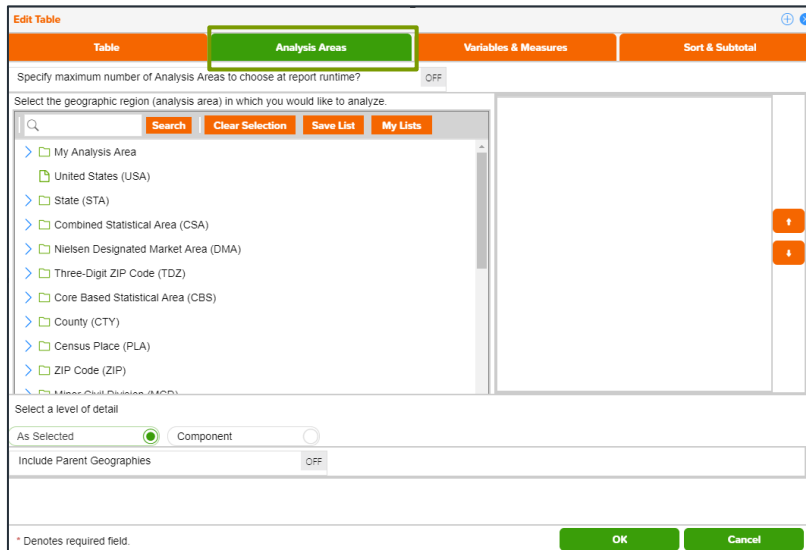 Edit Table
Table
Analysis Areas
Variables & Measures
Sort & Subtotal
Specify maximum number of Analysis Areas to choose at report runtime?
OFF
Select the geographic region (analysis area) in which you would like to analyze.
Search
Clear Selection
Save List
My Lists
My Analysis Area
United States (USA)
State (STA)
Combined Statistical Area (CSA)
Nielsen Designated Market Area (DMA)
Three-Digit ZIP Code (TDZ)
Core Based Statistical Area (CBS)
County (CTY)
Census Place (PLA)
ZIP Code (ZIP)
Minor Civil Division (MCD)
Select a level of detail
As Selected
Component
Include Parent Geographies
OFF
* Denotes required field.
OK
Cancel